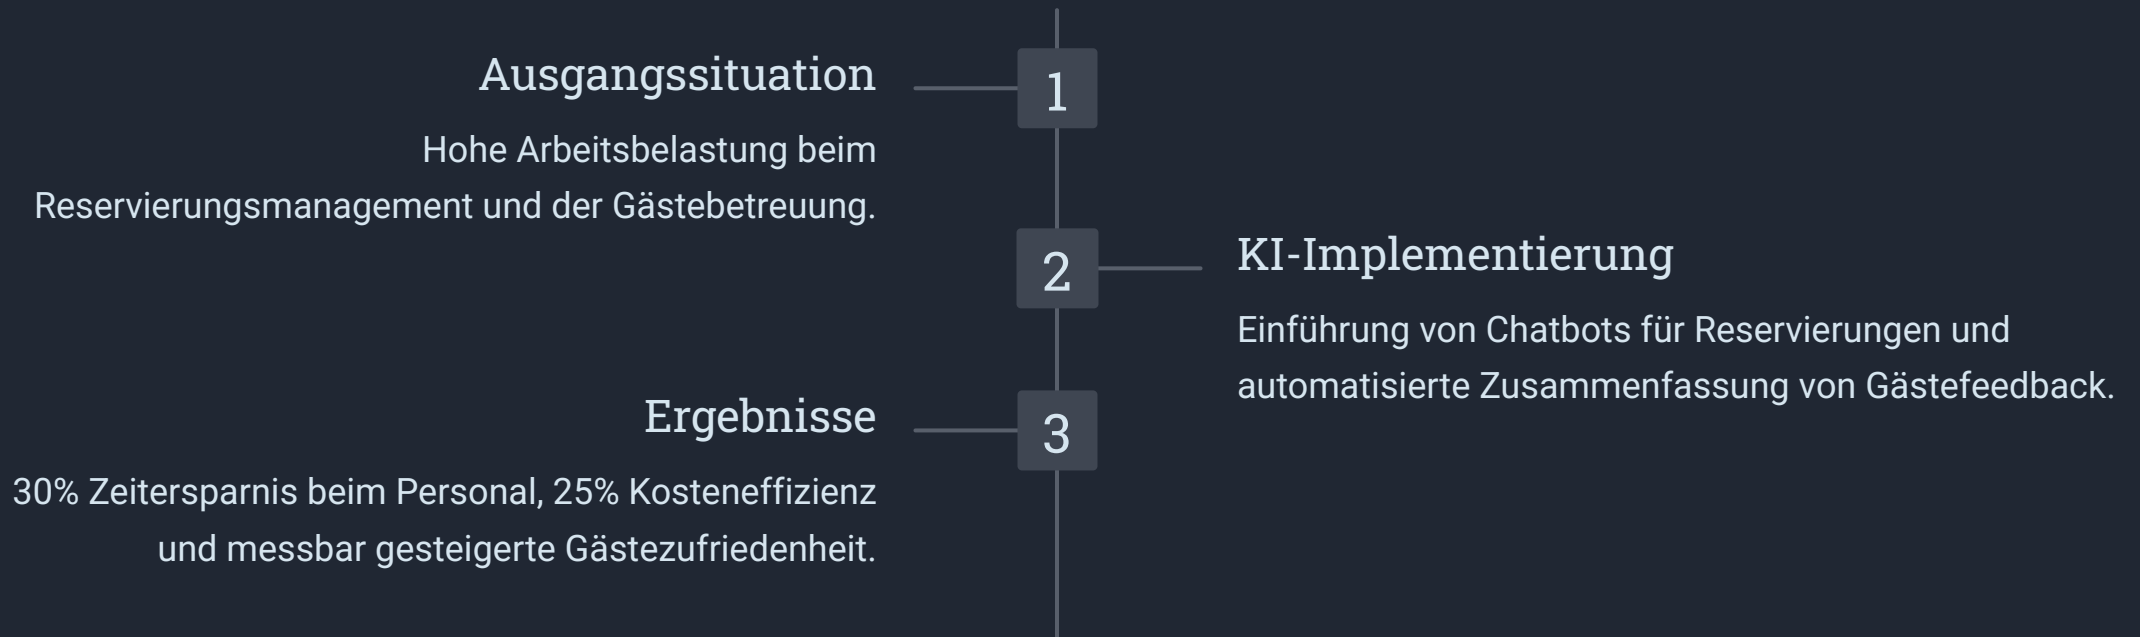 Ausgangssituation
1
Hohe Arbeitsbelastung beim
Reservierungsmanagement und der Gästebetreuung.
2
KI-Implementierung
Einführung von Chatbots für Reservierungen und
automatisierte Zusammenfassung von Gästefeedback.
Ergebnisse
3
30% Zeitersparnis beim Personal, 25% Kosteneffizienz
und messbar gesteigerte Gästezufriedenheit.